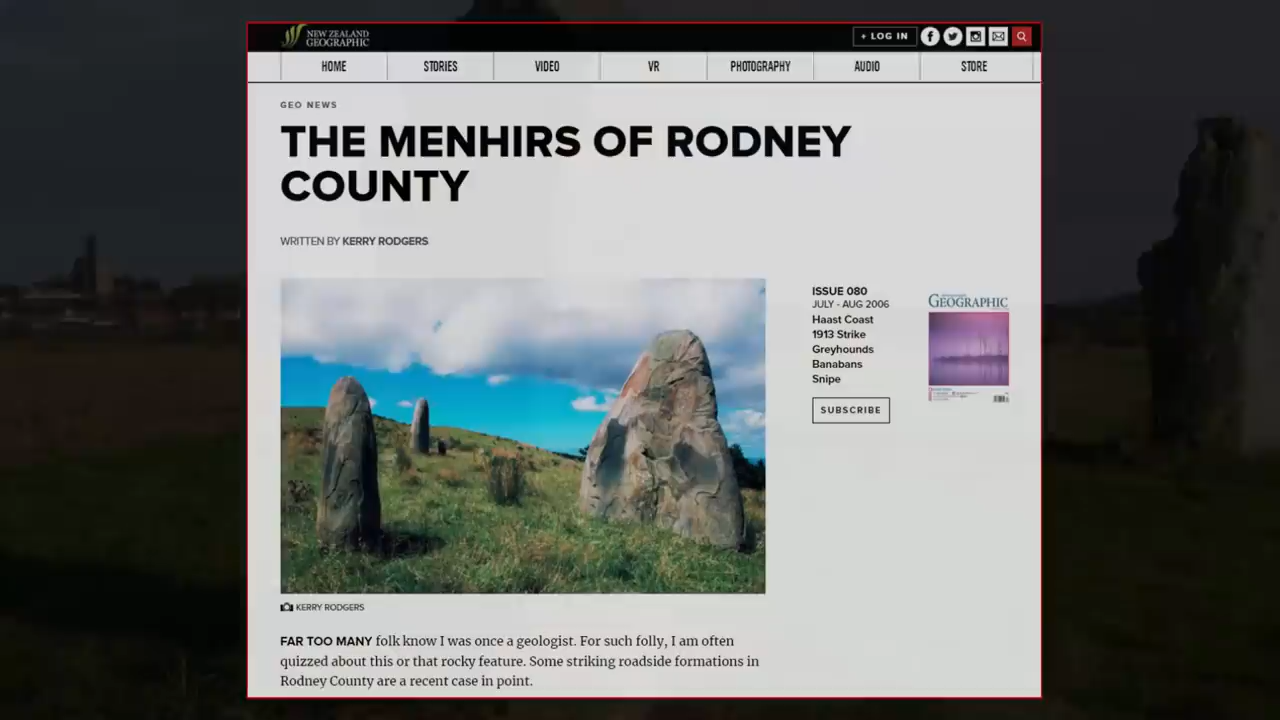 NEW ZEALAND
GEOGRAPHIC
+ LOG IN
HOME
STORIES
VIDEO
VR
PHOTOGRAPHY
AUDIO
STORE
GEO NEWS
THE MENHIRS OF RODNEY
COUNTY
WRITTEN BY KERRY RODGERS
ISSUE 080
JULY - AUG 2006
Haast Coast
1913 Strike
Greyhounds
Banabans
Snipe
SUBSCRIBE
GEOGRAPHIC
KERRY RODGERS
FAR TOO MANY folk know I was once a geologist. For such folly, I am often
quizzed about this or that rocky feature. Some striking roadside formations in
Rodney County are a recent case in point.